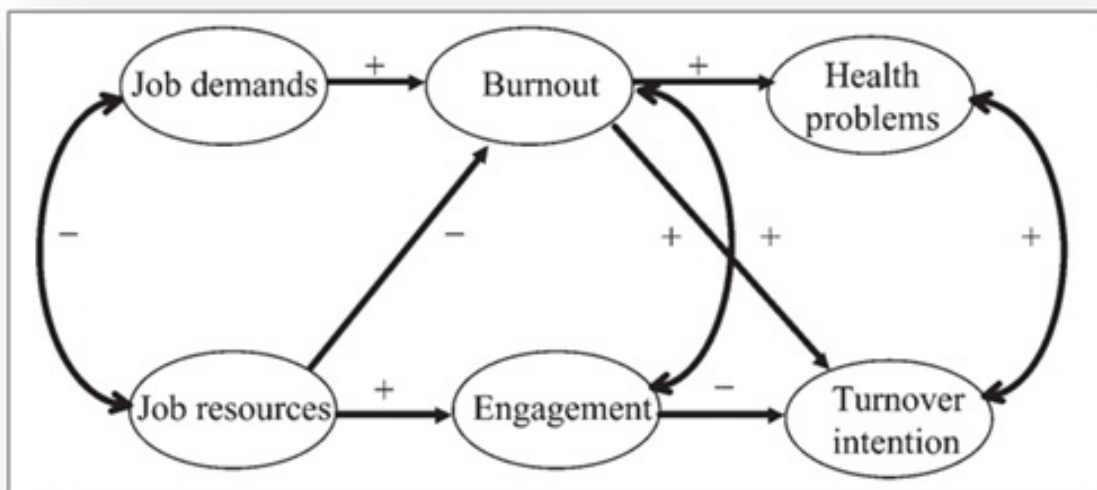 Job demands
+
Burnout
+
Health
problems
−
−
+
+
+
Job resources
+
Engagement
−
Turnover
intention